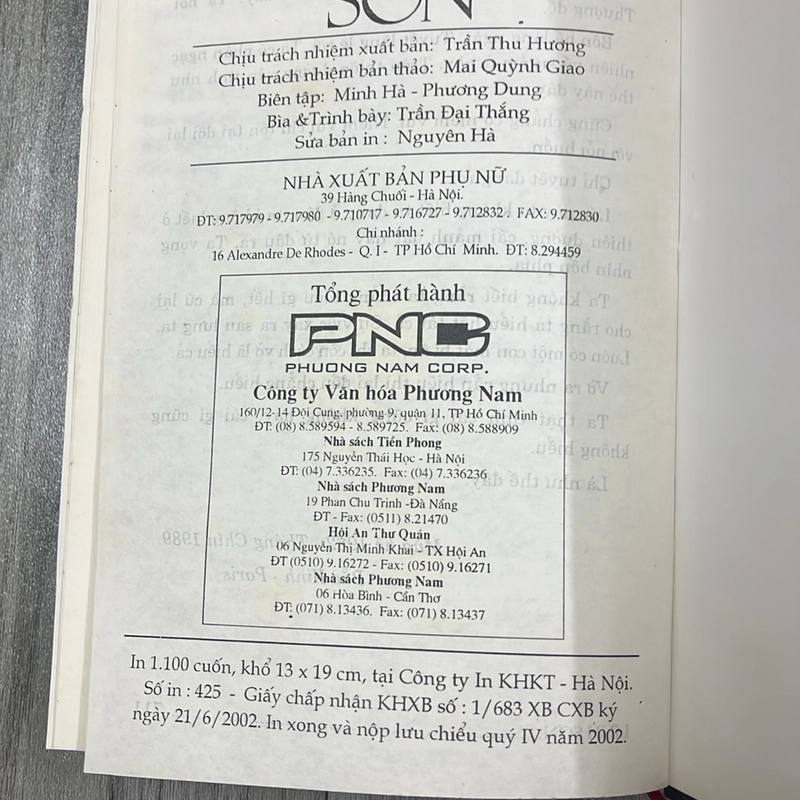 SƠN
Chịu trách nhiệm xuất bản: Trần Thu Hương
Chịu trách nhiệm bản thảo: Mai Quỳnh Giao
Biên tập: Minh Hà - Phương Dung
Bìa &Trình bày: Trần Đại Thắng
Sửa bản in : Nguyên Hà
NHÀ XUẤT BẢN PHỤ NỮ
39 Hàng Chuối - Hà Nội.
ĐT: 9.717979 - 9.717980 - 9.710717 - 9.716727 - 9.712832 . FAX: 9.712830
Chi nhánh :
16 Alexandre De Rhodes - Q. I - TP Hồ Chí Minh. ĐT: 8.294459
Tổng phát hành
PNC
PHUONG NAM CORP.
Công ty Văn hóa Phương Nam
160/12-14 Đội Cung, phường 9, quận 11, TP Hồ Chí Minh
ĐT: (08) 8.589594 - 8.589725. Fax: (08) 8.588909
Nhà sách Tiền Phong
175 Nguyễn Thái Học - Hà Nội
ĐT: (04) 7.336235. Fax: (04) 7.336236
Nhà sách Phương Nam
19 Phan Chu Trinh -Đà Nẵng
ĐT - Fax: (0511) 8.21470
Hội An Thư Quán
06 Nguyễn Thị Minh Khai - TX Hội An
ĐT (0510) 9.16272 - Fax: (0510) 9.16271
Nhà sách Phương Nam
06 Hòa Bình - Cần Thơ
ĐT: (071) 8.13436. Fax: (071) 8.13437
In 1.100 cuốn, khổ 13 x 19 cm, tại Công ty In KHKT - Hà Nội.
Số in : 425 - Giấy chấp nhận KHXB số : 1/683 XB CXB ký
ngày 21/6/2002. In xong và nộp lưu chiểu quý IV năm 2002.